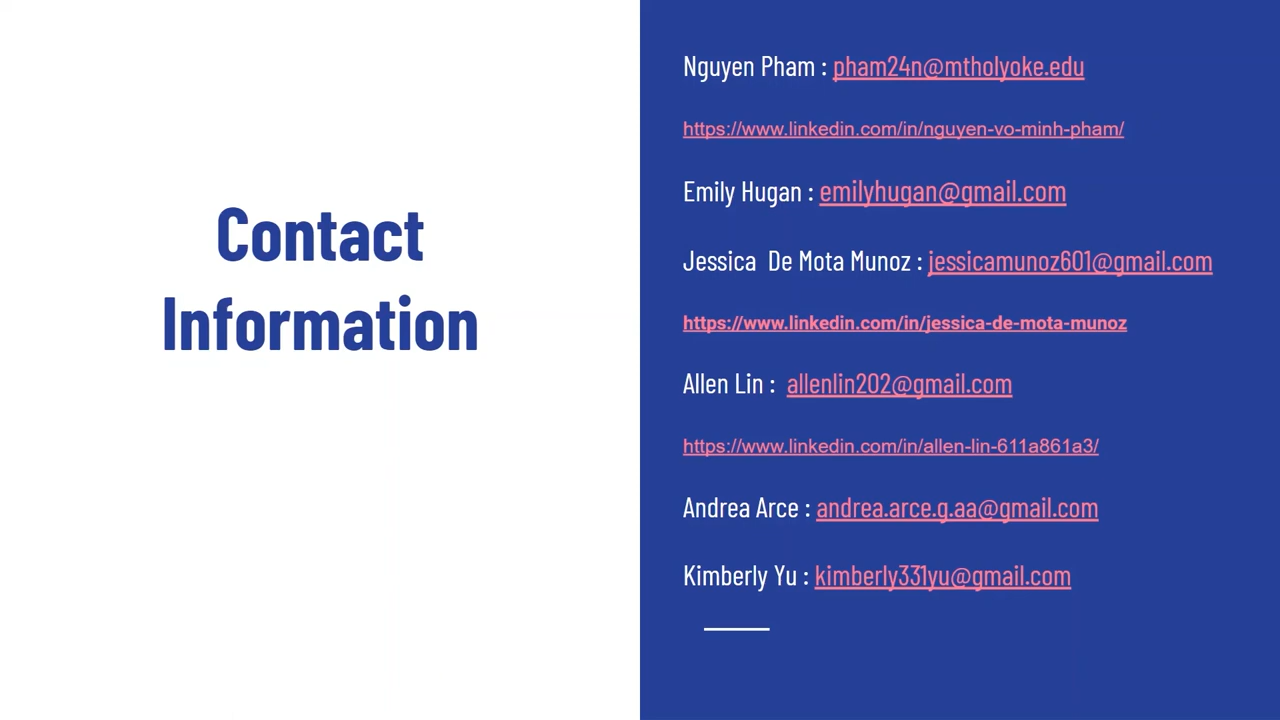 Contact
Information
Nguyen Pham : pham24n@mtholyoke.edu
https://www.linkedin.com/in/nguyen-vo-minh-pham/
Emily Hugan : emilyhugan@gmail.com
Jessica  De Mota Munoz : jessicamunoz601@gmail.com
https://www.linkedin.com/in/jessica-de-mota-munoz
Allen Lin :  allenlin202@gmail.com
https://www.linkedin.com/in/allen-lin-611a861a3/
Andrea Arce : andrea.arce.g.aa@gmail.com
Kimberly Yu : kimberly331yu@gmail.com